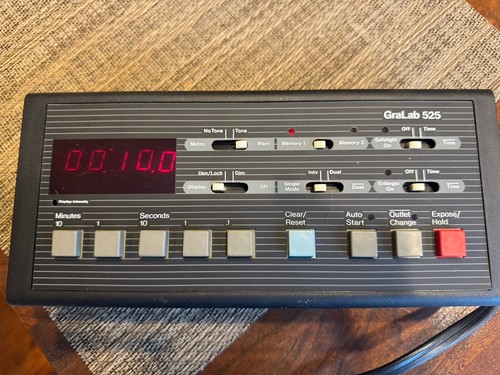 GraLab 525
No Tone Tone
Metro. Warn
Memory 1 Memory 2
Off Time
Safelight
On Time
00:10.0
Dim/Lock Dim
Display Off
Intv Dual
Single
Mode Dual
Off Time
Enlarger
On Time
Display Intensity
Minutes
10 1
Seconds
10 1 .1
Clear/
Reset
Auto
Start
Outlet
Change
Expose/
Hold